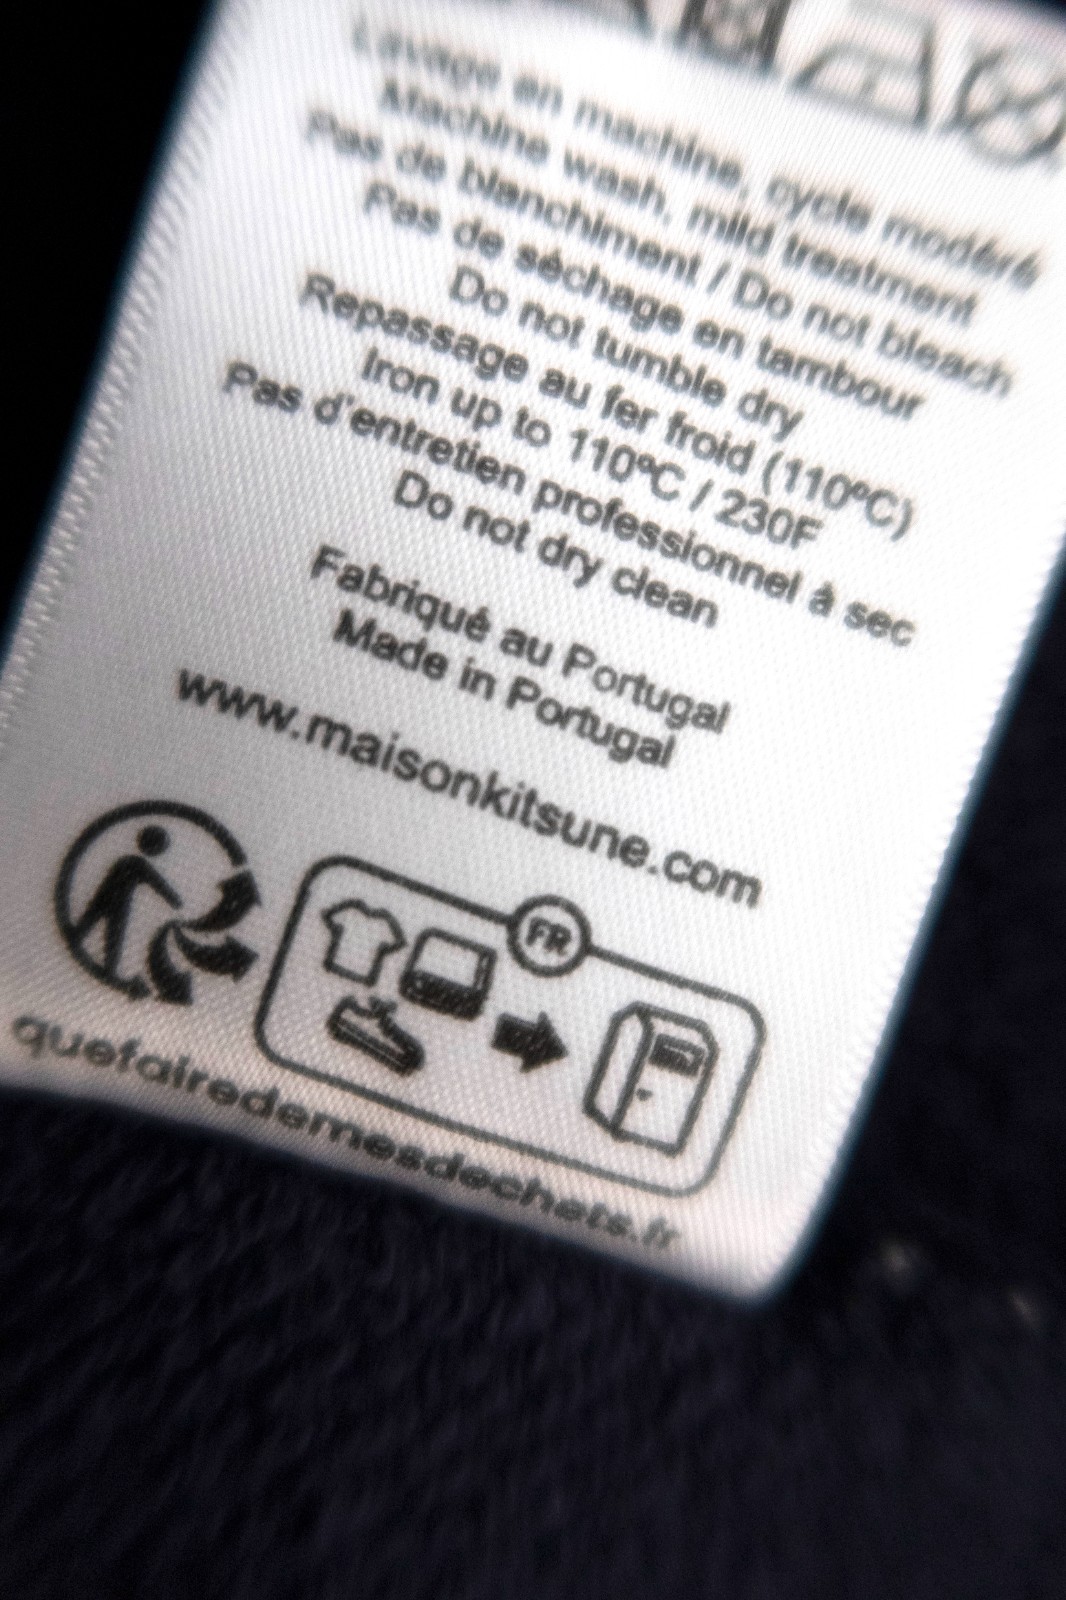 Lavage en machine, cycle modéré
Machine wash, mild treatment
Pas de blanchiment / Do not bleach
Pas de séchage en tambour
Do not tumble dry
Repassage au fer froid (110ºC)
Iron up to 110ºC / 230F
Pas d'entretien professionnel à sec
Do not dry clean
Fabriqué au Portugal
Made in Portugal
www.maisonkitsune.com
FR
quefairedemesdechets.fr